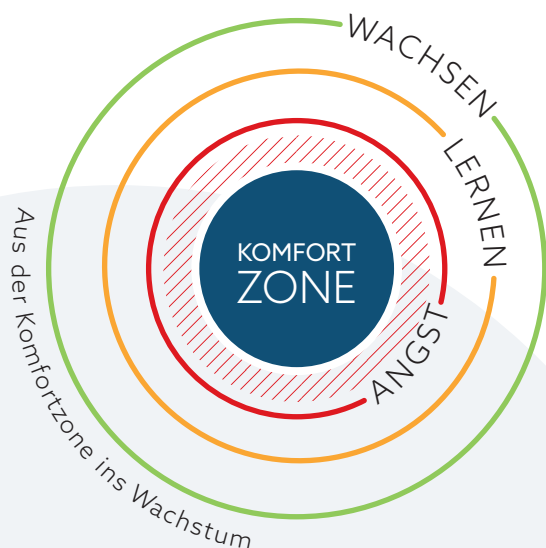 WACHSEN
LERNEN
ANGST
KOMFORT
ZONE
Aus der Komfortzone ins Wachstum